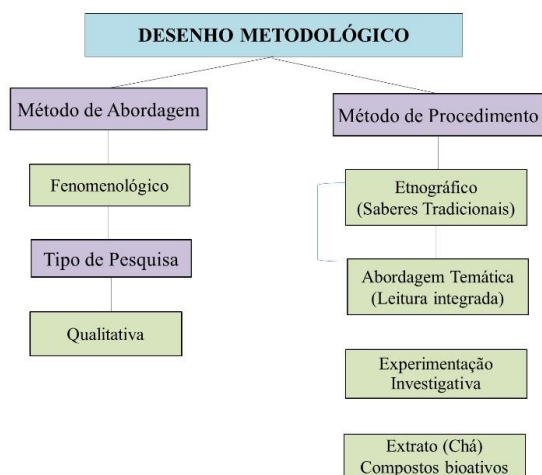 DESENHO METODOLÓGICO
Método de Abordagem
Fenomenológico
Tipo de Pesquisa
Qualitativa
Método de Procedimento
Etnográfico
(Saberes Tradicionais)
Abordagem Temática
(Leitura integrada)
Experimentação
Investigativa
Extrato (Chá)
Compostos bioativos